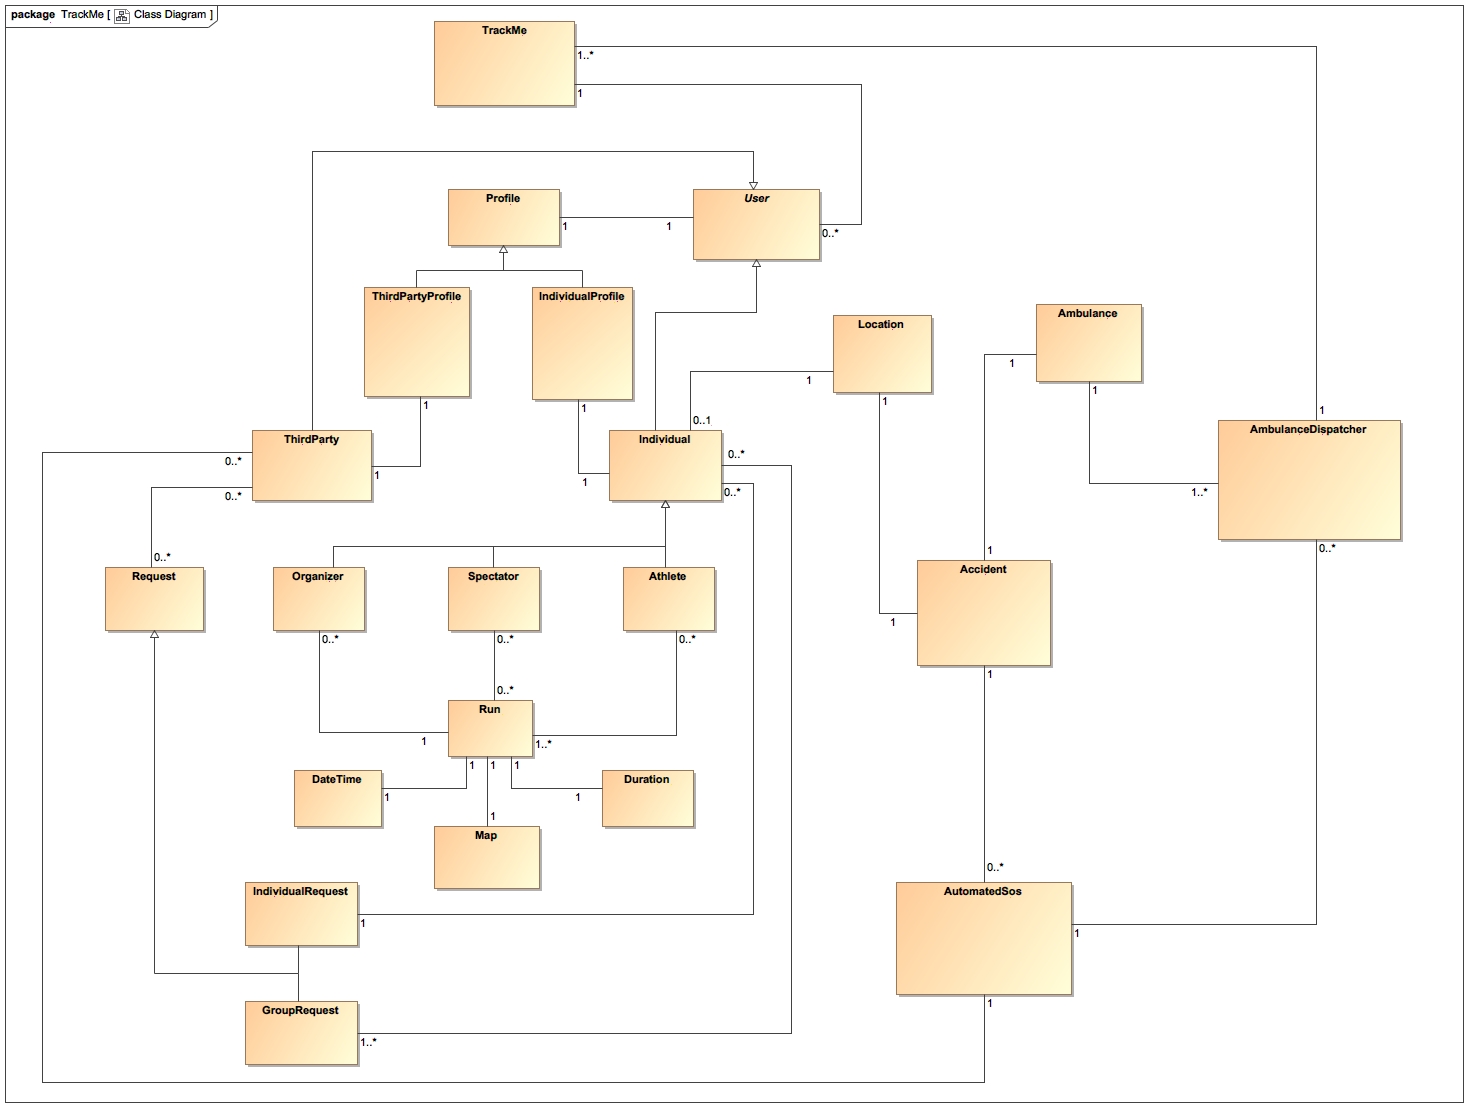 package TrackMe [ Class Diagram ]
TrackMe
1..*
1
Profile
User
1
1
0..*
ThirdPartyProfile
IndividualProfile
Location
Ambulance
1
1
1
1
1
1
0..1
AmbulanceDispatcher
ThirdParty
Individual
0..*
0..*
1
1
0..*
0..*
1..*
0..*
1
0..*
Request
Organizer
Spectator
Athlete
Accident
1
0..*
0..*
0..*
1
0..*
Run
1
1..*
1
1
1
DateTime
Duration
1
1
1
Map
0..*
IndividualRequest
AutomatedSos
1
1
1
GroupRequest
1..*